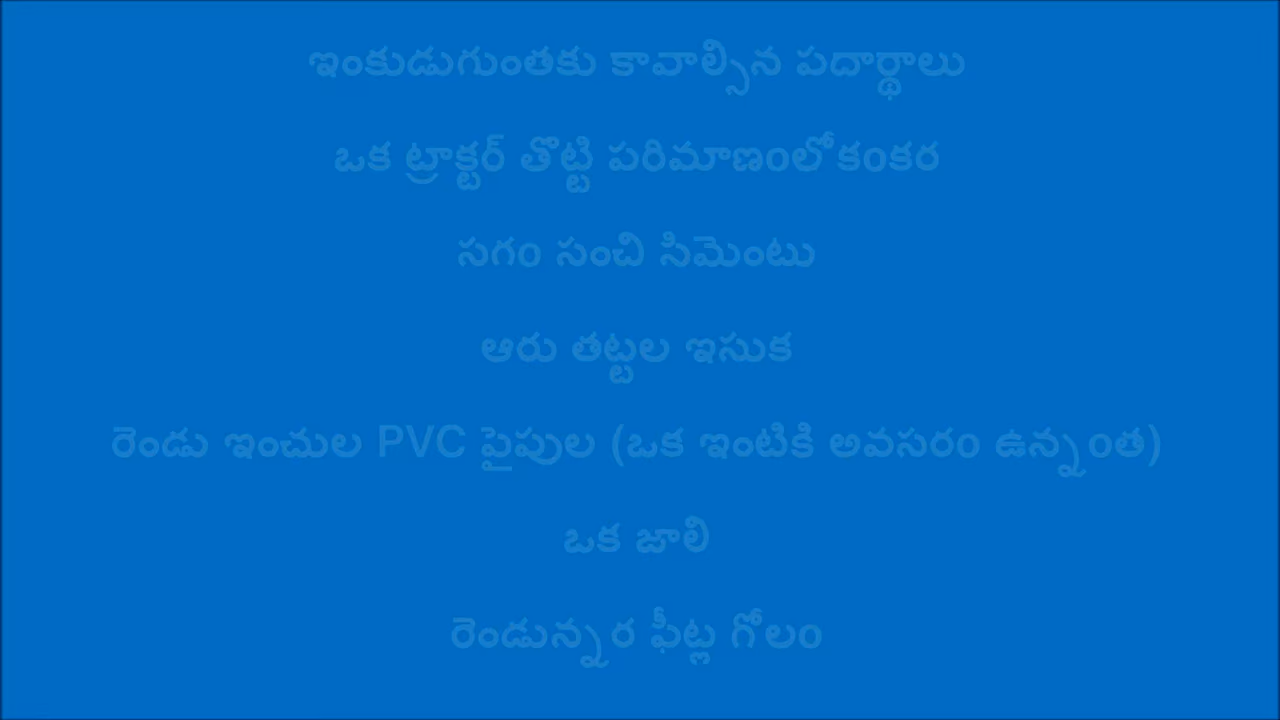 ఇంకుడుగుంతకు కావాల్సిన పదార్థాలు
ఒక ట్రాక్టర్ తొట్టి పరిమాణంలో కంకర
సగం సంచి సిమెంటు
ఆరు తట్టల ఇసుక
రెండు ఇంచుల PVC పైపుల (ఒక ఇంటికి అవసరం ఉన్నంత)
ఒక జాలి
రెండున్నర ఫీట్ల గోలం